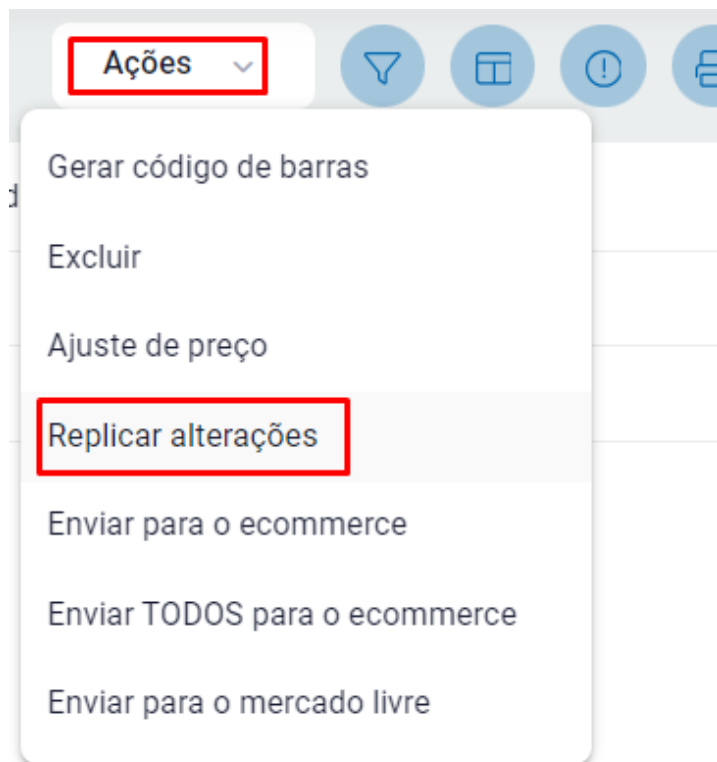 Ações
Gerar código de barras
d
Excluir
Ajuste de preço
Replicar alterações
Enviar para o ecommerce
Enviar TODOS para o ecommerce
Enviar para o mercado livre